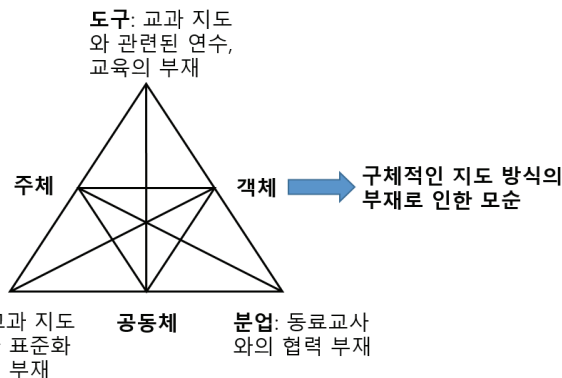 도구: 교과 지도
와 관련된 연수,
교육의 부재
주체
객체
구체적인 지도 방식의
부재로 인한 모순
지도
표준화
부재
공동체
분업: 동료교사
와의 협력 부재